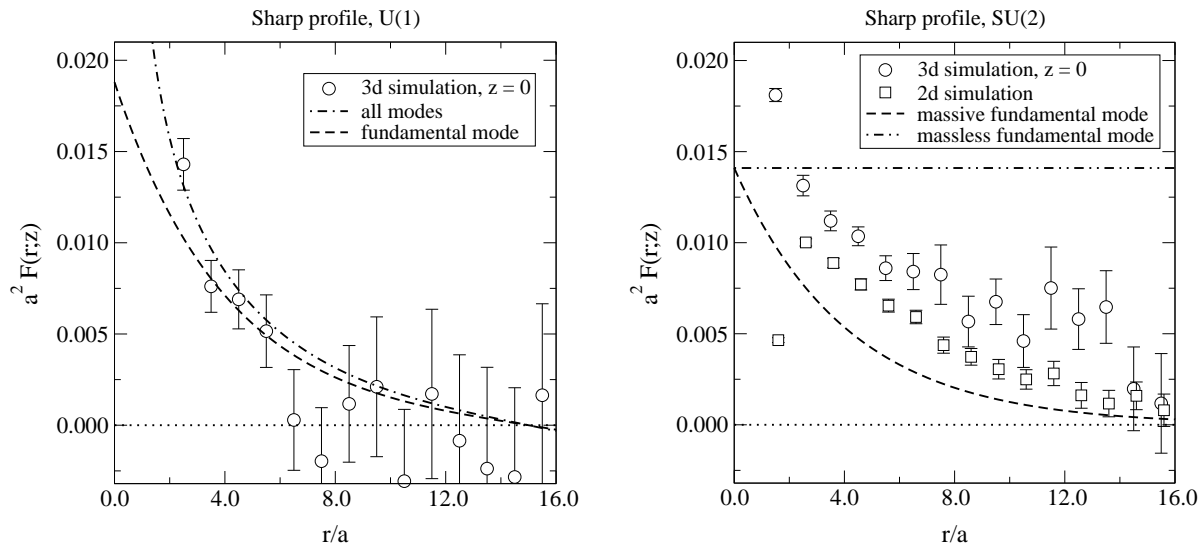 Sharp profile, U(1)
3d simulation, z = 0
all modes
fundamental mode
0.020
0.015
0.010
0.005
0.000
a² F(r;z)
0.0 4.0 8.0 12.0 16.0
r/a
Sharp profile, SU(2)
3d simulation, z = 0
2d simulation
massive fundamental mode
massless fundamental mode
0.020
0.015
0.010
0.005
0.000
a² F(r;z)
0.0 4.0 8.0 12.0 16.0
r/a